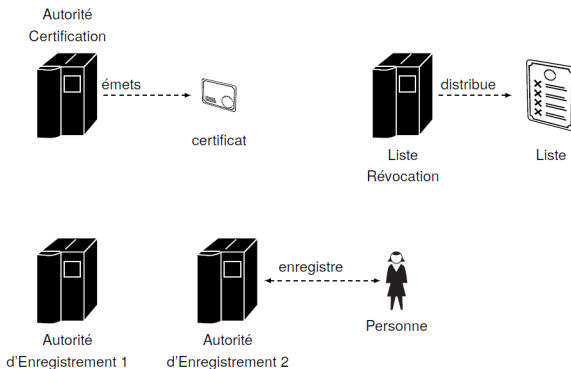 Autorité
Certification
émets
certificat
distribue
Liste
Révocation
Liste
Autorité
d'Enregistrement 1
Autorité
d'Enregistrement 2
enregistre
Personne